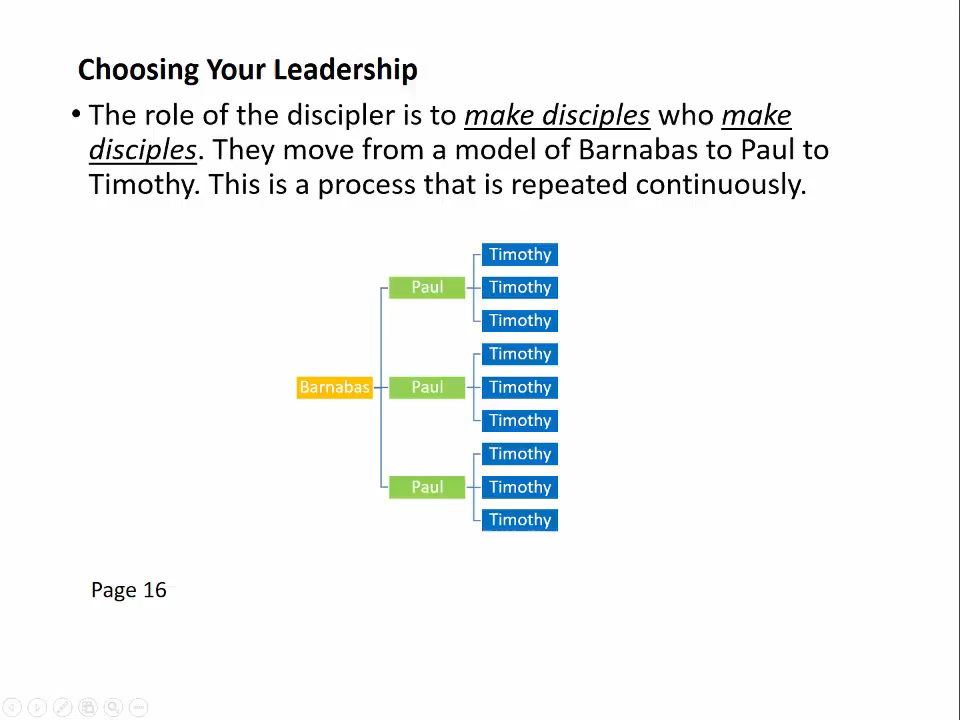 Choosing Your Leadership
• The role of the discipler is to make disciples who make
disciples. They move from a model of Barnabas to Paul to
Timothy. This is a process that is repeated continuously.
Timothy
Paul
Timothy
Timothy
Timothy
Barnabas
Paul
Timothy
Timothy
Timothy
Paul
Timothy
Timothy
Page 16